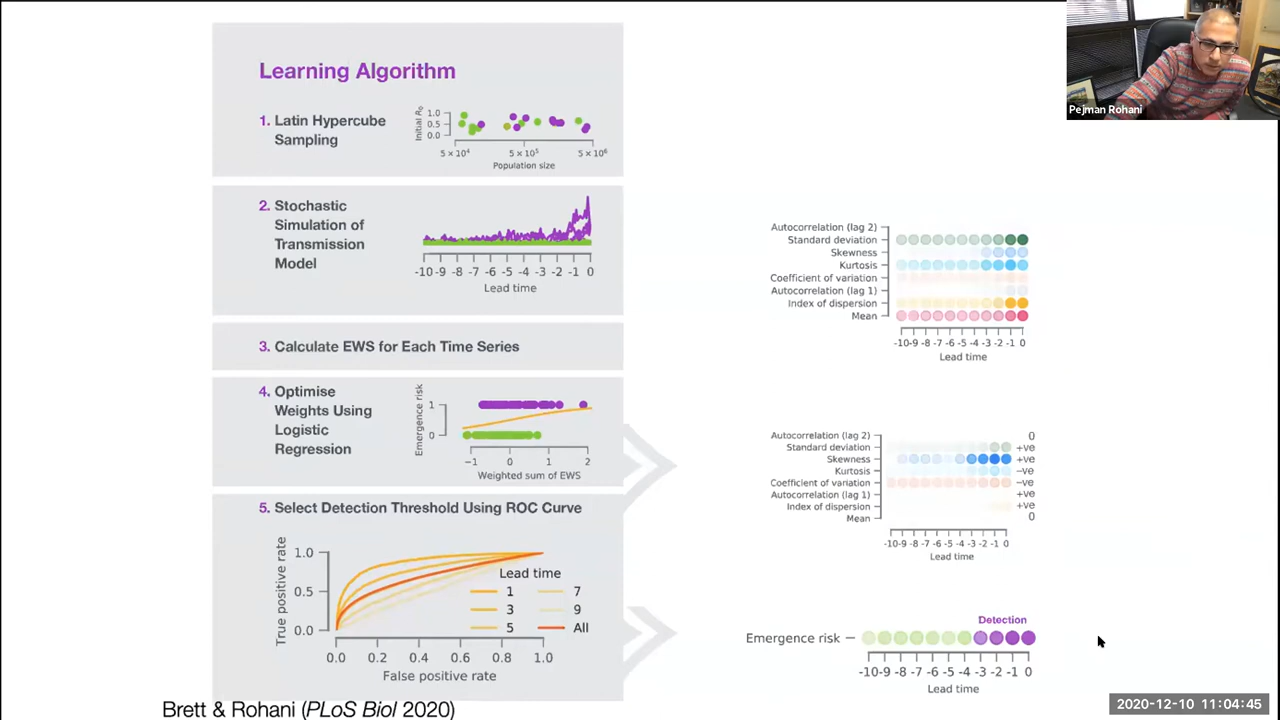 Learning Algorithm
1. Latin Hypercube
Sampling
Initial R₀
1.0
0.5
0.0
5 × 10⁴ 5 × 10⁵ 5 × 10⁶
Population size
2. Stochastic
Simulation of
Transmission
Model
-10 -9 -8 -7 -6 -5 -4 -3 -2 -1 0
Lead time
3. Calculate EWS for Each Time Series
4. Optimise
Weights Using
Logistic
Regression
Emergence risk
1
0
−1 0 1 2
Weighted sum of EWS
5. Select Detection Threshold Using ROC Curve
True positive rate
1.0
0.5
0.0
Lead time
1 7
3 9
5 All
0.0 0.2 0.4 0.6 0.8 1.0
False positive rate
Brett & Rohani (PLoS Biol 2020)
Pejman Rohani
Autocorrelation (lag 2)
Standard deviation
Skewness
Kurtosis
Coefficient of variation
Autocorrelation (lag 1)
Index of dispersion
Mean
-10 -9 -8 -7 -6 -5 -4 -3 -2 -1 0
Lead time
Autocorrelation (lag 2) 0
Standard deviation +ve
Skewness +ve
Kurtosis −ve
Coefficient of variation −ve
Autocorrelation (lag 1) +ve
Index of dispersion +ve
Mean 0
-10 -9 -8 -7 -6 -5 -4 -3 -2 -1 0
Lead time
Detection
Emergence risk
-10 -9 -8 -7 -6 -5 -4 -3 -2 -1 0
Lead time
2020-12-10 11:04:45